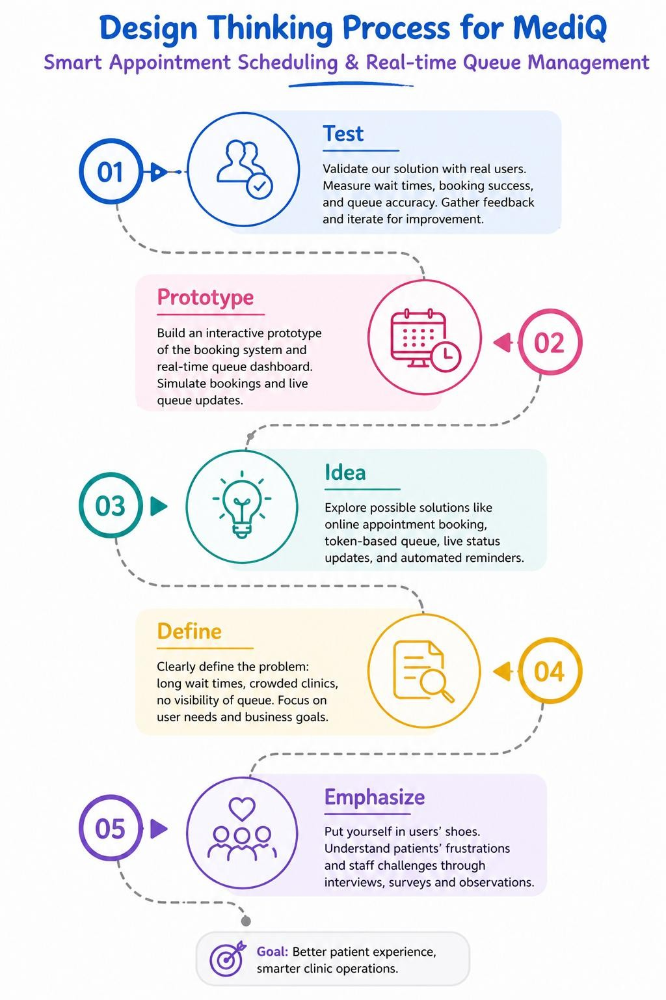 Design Thinking Process for MediQ
Smart Appointment Scheduling & Real-time Queue Management
01
Test
Validate our solution with real users.
Measure wait times, booking success,
and queue accuracy. Gather feedback
and iterate for improvement.
Prototype
Build an interactive prototype
of the booking system and
real-time queue dashboard.
Simulate bookings and live
queue updates.
02
03
Idea
Explore possible solutions like
online appointment booking,
token-based queue, live status
updates, and automated reminders.
Define
Clearly define the problem:
long wait times, crowded clinics,
no visibility of queue. Focus on
user needs and business goals.
04
05
Emphasize
Put yourself in users’ shoes.
Understand patients’ frustrations
and staff challenges through
interviews, surveys and observations.
Goal: Better patient experience,
smarter clinic operations.